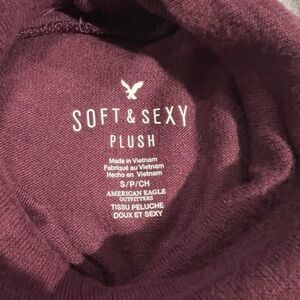 SOFT & SEXY
PLUSH
Made in Vietnam
Fabriqué au Vietnam
Hecho en Vietnam
S/P/CH
AMERICAN EAGLE
OUTFITTERS
TISSU PELUCHE
DOUX ET SEXY